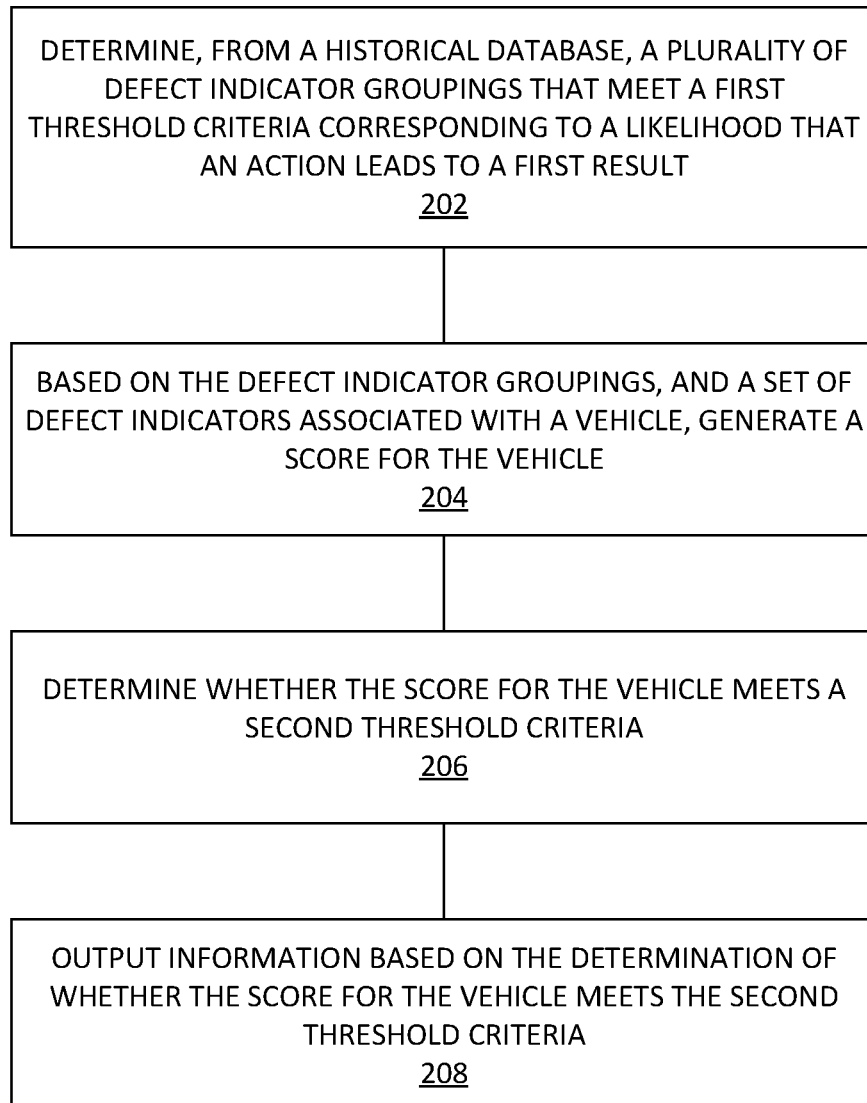 DETERMINE, FROM A HISTORICAL DATABASE, A PLURALITY OF
DEFECT INDICATOR GROUPINGS THAT MEET A FIRST
THRESHOLD CRITERIA CORRESPONDING TO A LIKELIHOOD THAT
AN ACTION LEADS TO A FIRST RESULT
202
BASED ON THE DEFECT INDICATOR GROUPINGS, AND A SET OF
DEFECT INDICATORS ASSOCIATED WITH A VEHICLE, GENERATE A
SCORE FOR THE VEHICLE
204
DETERMINE WHETHER THE SCORE FOR THE VEHICLE MEETS A
SECOND THRESHOLD CRITERIA
206
OUTPUT INFORMATION BASED ON THE DETERMINATION OF
WHETHER THE SCORE FOR THE VEHICLE MEETS THE SECOND
THRESHOLD CRITERIA
208